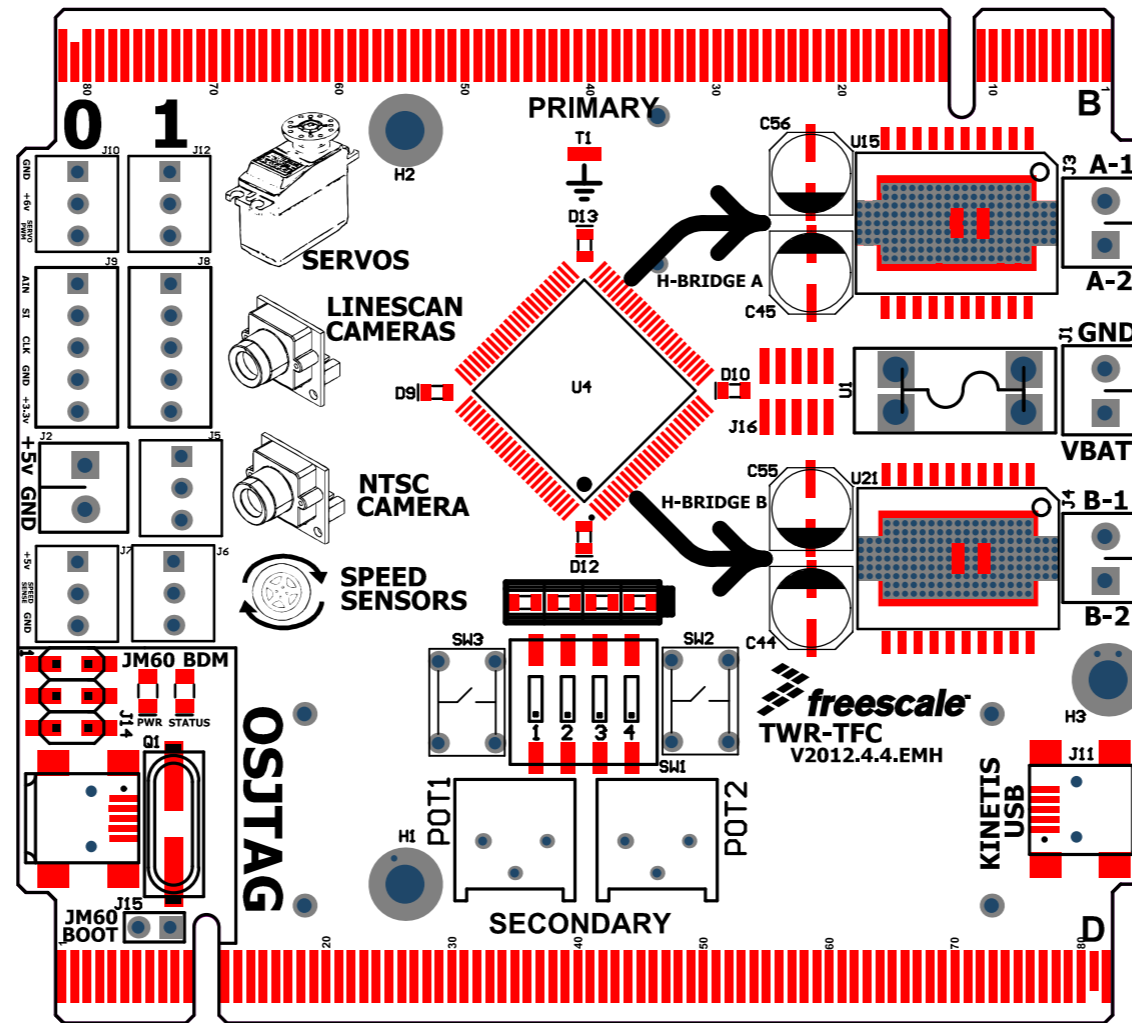 80 70 60 50 40 30 20 10 1
PRIMARY
B
0 1
J10 J12
GND
+6v
SERVO
PWM
SERVOS
H2
T1
D13
C56
U15
J3
A-1
A-2
H-BRIDGE A
C45
J9 J8
AIN
SI
CLK
GND
+3.3v
LINESCAN
CAMERAS
D9
U4
D10
J16
U1
J1
GND
VBAT
J2 J5
+5v GND
NTSC
CAMERA
H-BRIDGE B
C55
U21
J4
B-1
B-2
D12
C44
J7 J6
+5v
SPEED
SENSE
GND
SPEED
SENSORS
SW3
SW2
1
JM60 BDM
J14
PWR STATUS
1 2 3 4
SW1
freescale
TWR-TFC
V2012.4.4.EMH
H3
Q1
OSJTAG
POT1
POT2
H1
KINETIS
USB
J11
J15
JM60
BOOT
SECONDARY
D
1 20 30 40 50 60 70 80